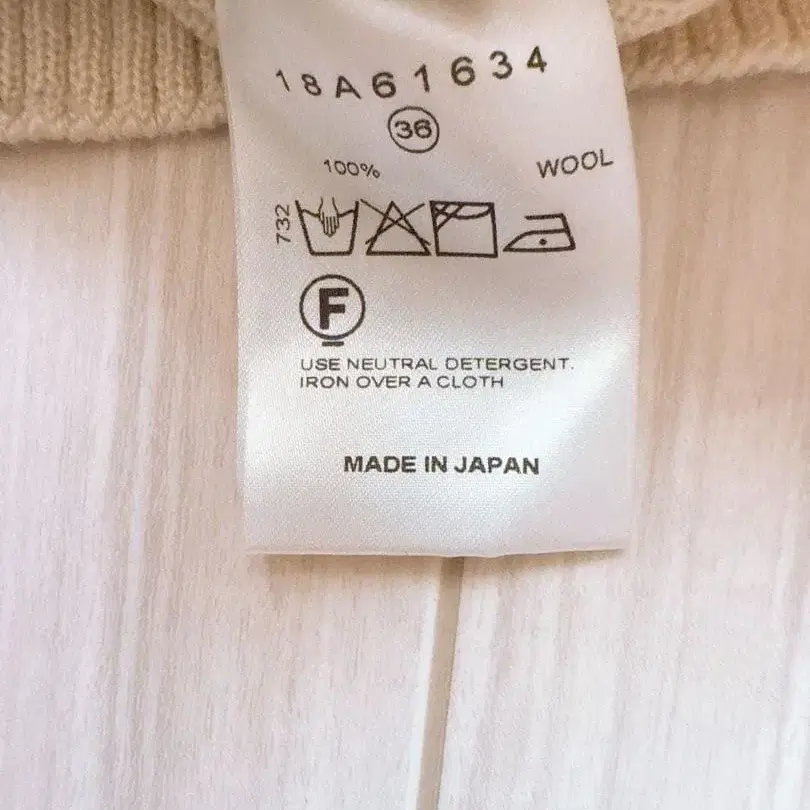 18A61634
36
100% WOOL
732
F
USE NEUTRAL DETERGENT.
IRON OVER A CLOTH
MADE IN JAPAN